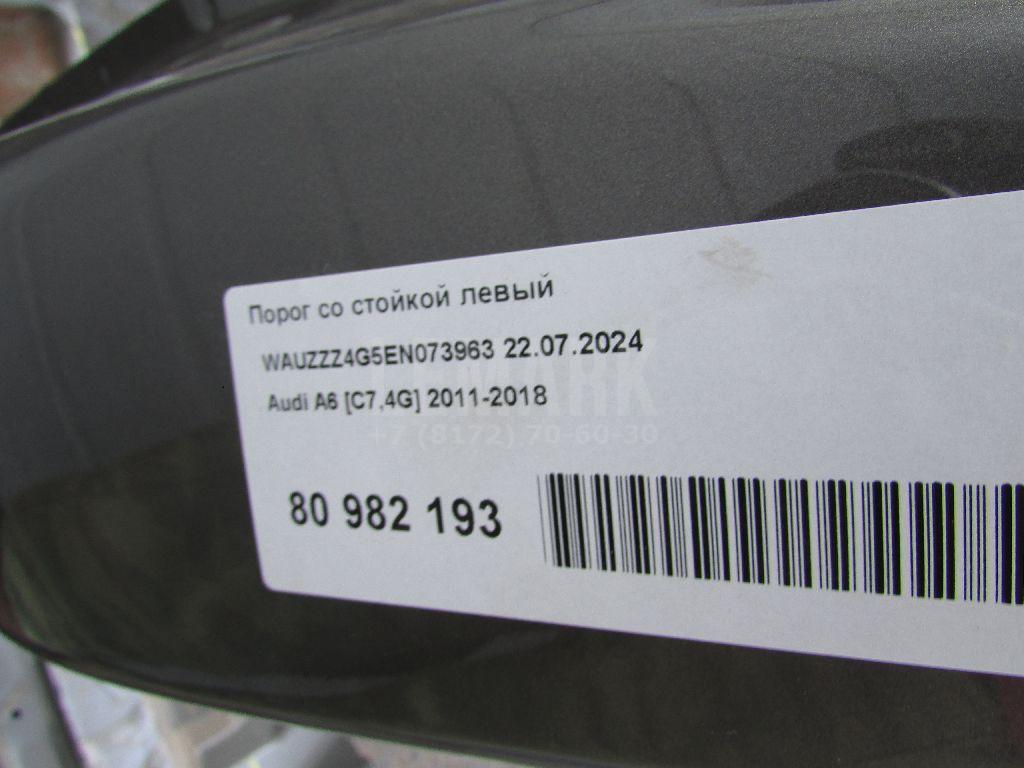 Порог со стойкой левый
WAUZZZ4G5EN073963 22.07.2024
Audi A6 [C7,4G] 2011-2018
LEMARK
+7 (8172) 70-60-30
80 982 193